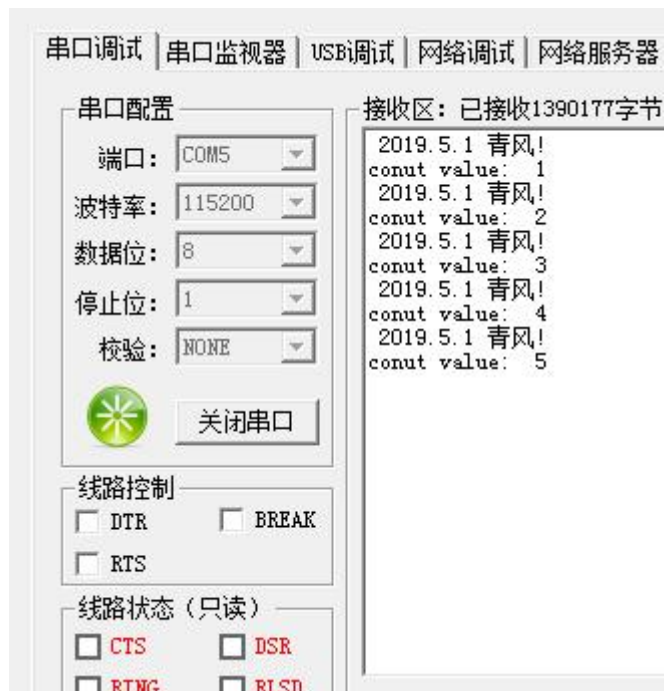 串口调试 串口监视器 USB调试 网络调试 网络服务器
串口配置
端口： COM5
波特率： 115200
数据位： 8
停止位： 1
校验： NONE
关闭串口
线路控制
DTR BREAK
RTS
线路状态（只读）
CTS DSR
RING RLSD
接收区：已接收1390177字节
2019.5.1 青风!
conut value: 1
2019.5.1 青风!
conut value: 2
2019.5.1 青风!
conut value: 3
2019.5.1 青风!
conut value: 4
2019.5.1 青风!
conut value: 5